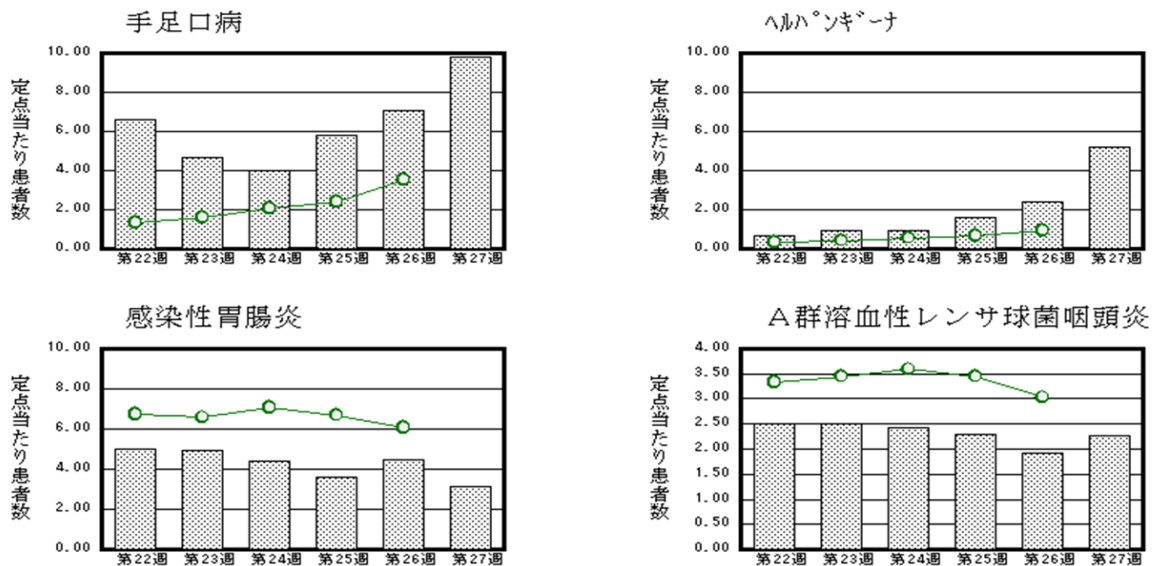 手足口病
定点当たり患者数
10.00
8.00
6.00
4.00
2.00
0.00
第22週 第23週 第24週 第25週 第26週 第27週
ﾍﾙﾊﾟﾝｷﾞｰﾅ
定点当たり患者数
10.00
8.00
6.00
4.00
2.00
0.00
第22週 第23週 第24週 第25週 第26週 第27週
感染性胃腸炎
定点当たり患者数
10.00
8.00
6.00
4.00
2.00
0.00
第22週 第23週 第24週 第25週 第26週 第27週
A群溶血性レンサ球菌咽頭炎
定点当たり患者数
4.00
3.50
3.00
2.50
2.00
1.50
1.00
0.50
0.00
第22週 第23週 第24週 第25週 第26週 第27週